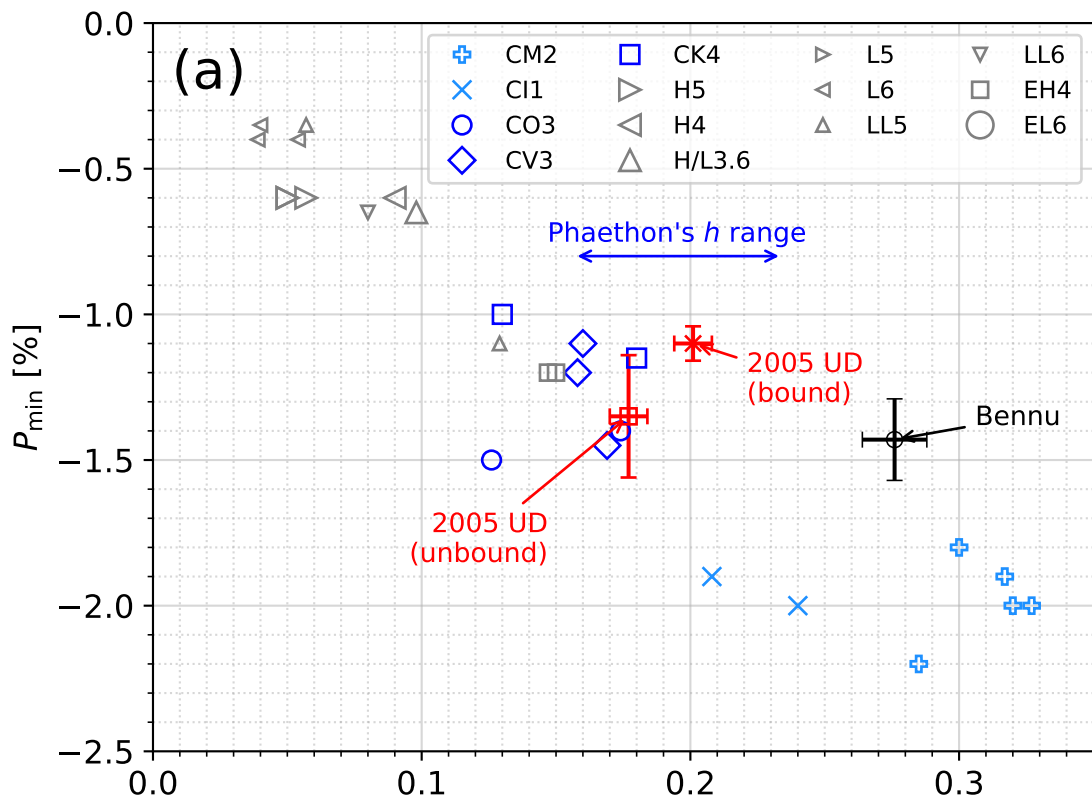 (a)
CM2
CI1
CO3
CV3
CK4
H5
H4
H/L3.6
L5
L6
LL5
LL6
EH4
EL6
Phaethon's h range
2005 UD
(bound)
Bennu
2005 UD
(unbound)
P_min [%]
0.0
−0.5
−1.0
−1.5
−2.0
−2.5
0.0
0.1
0.2
0.3